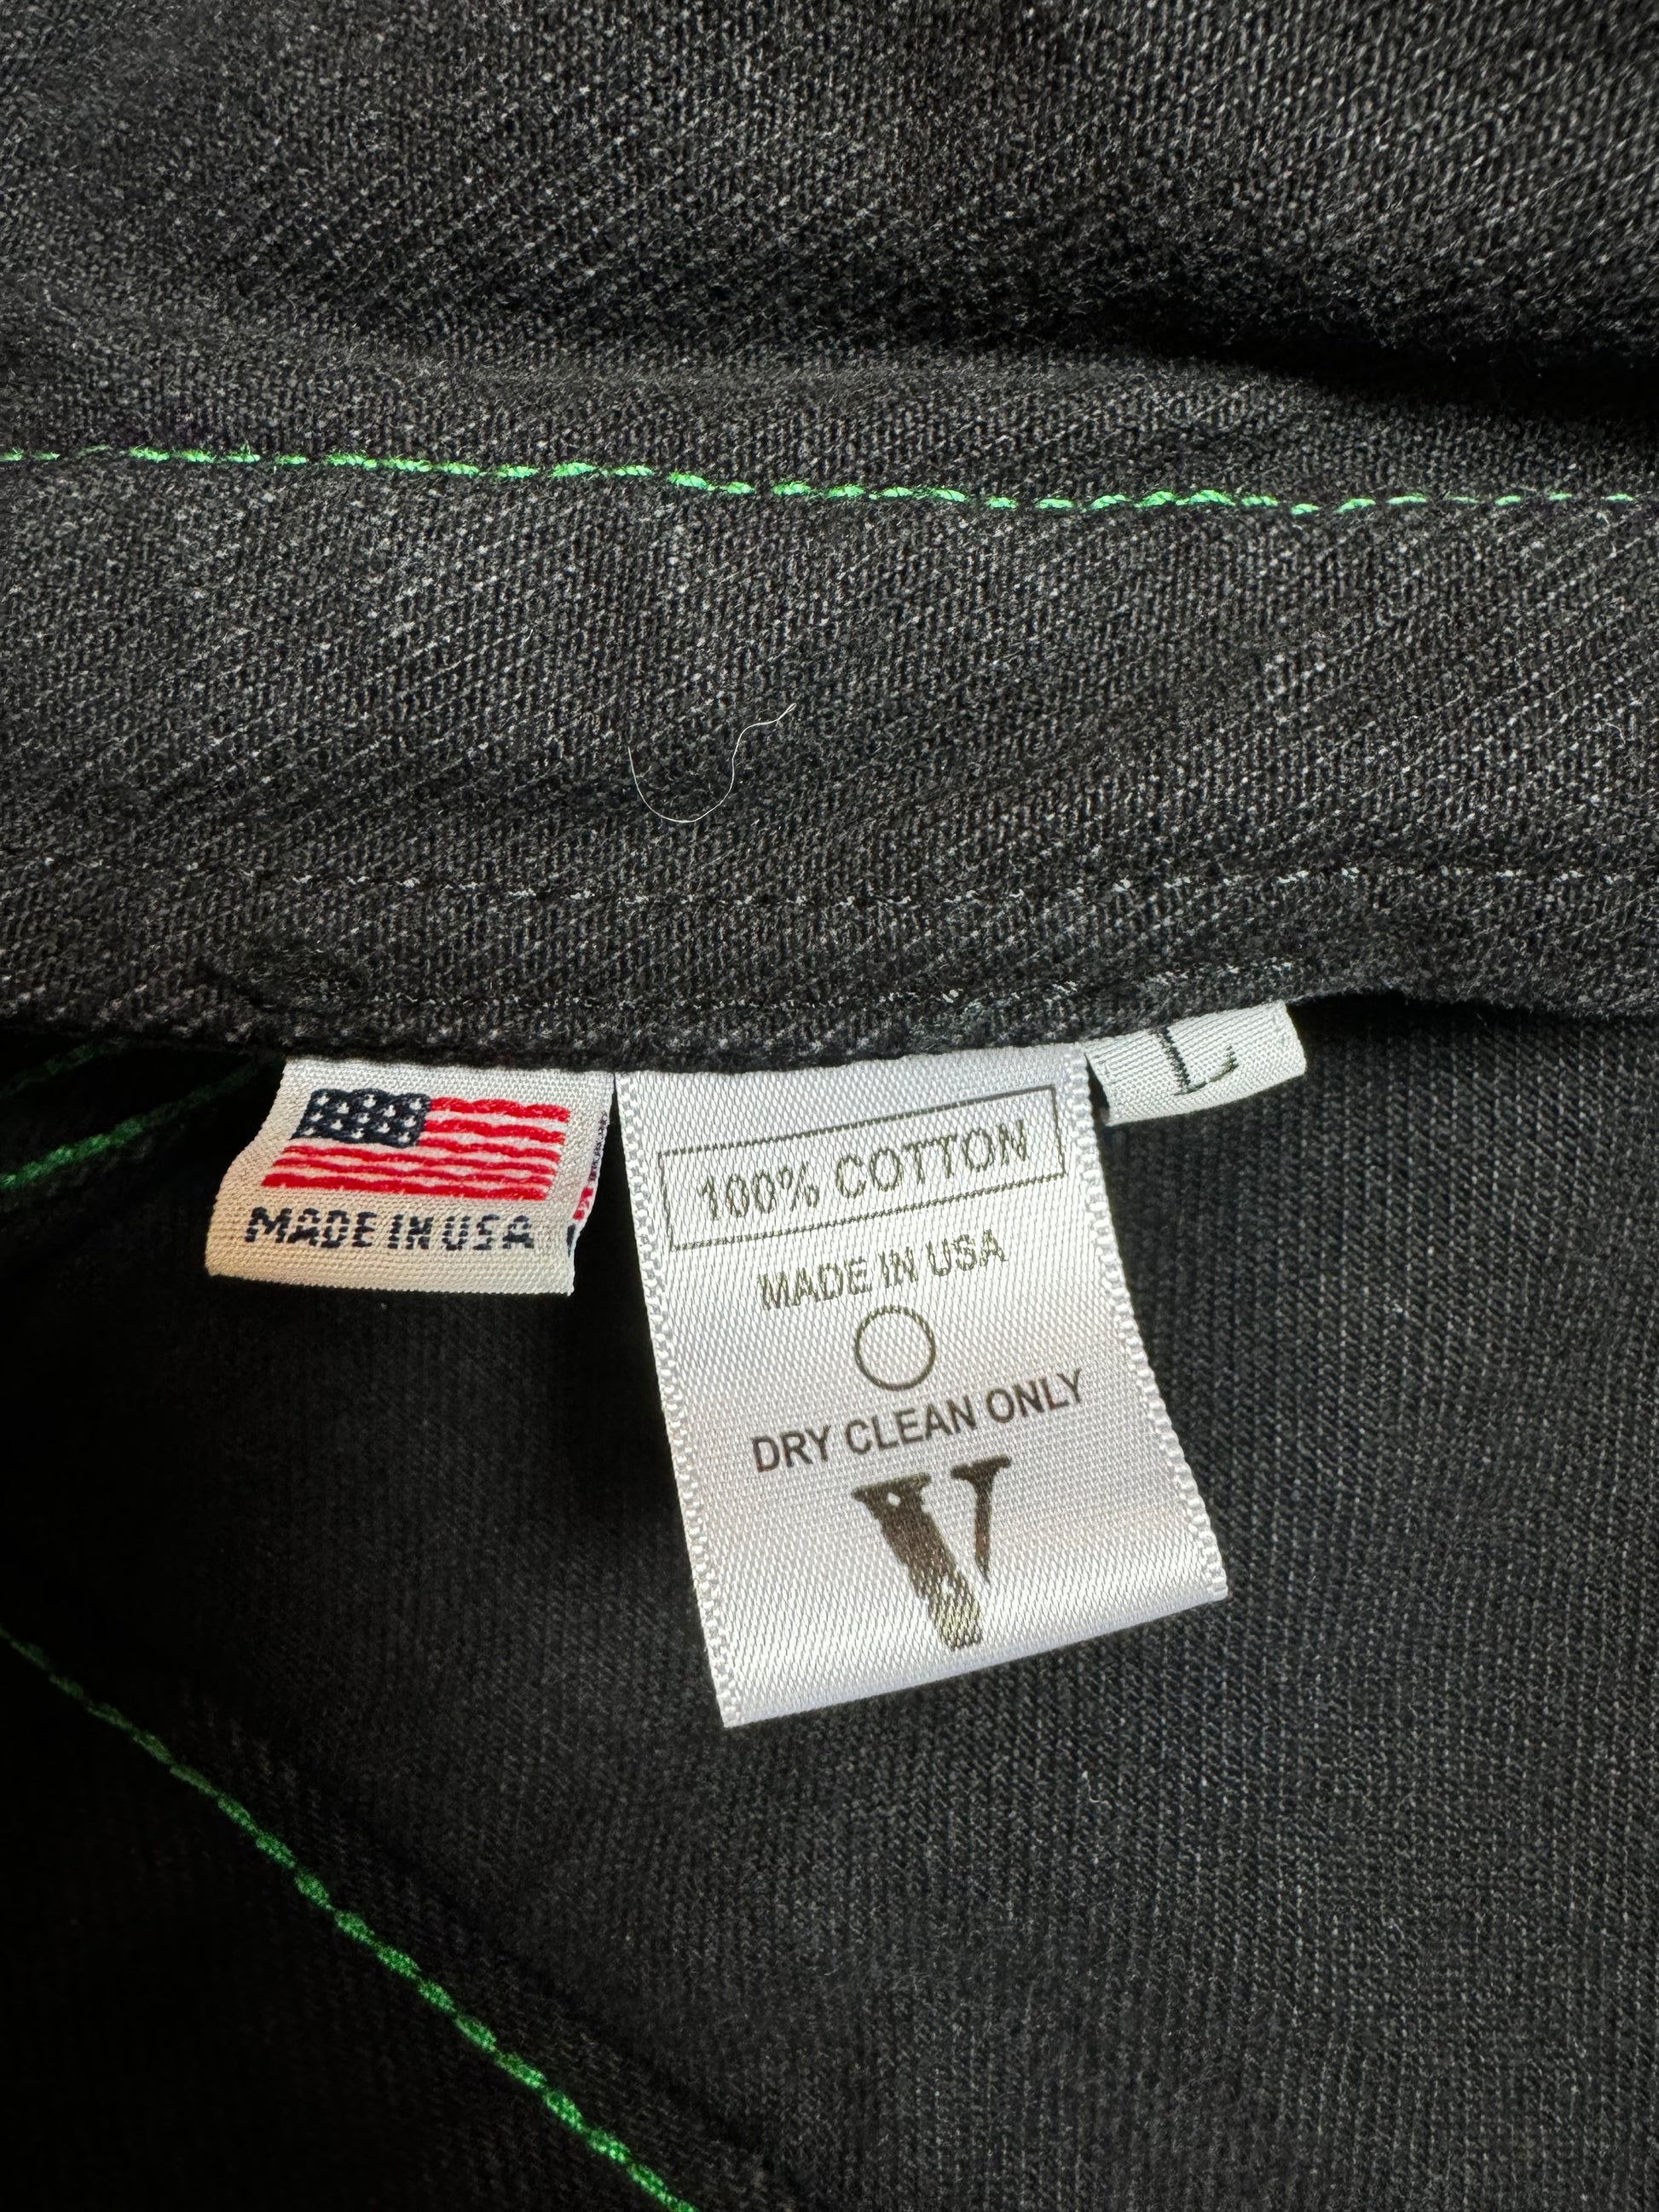 MADE IN USA
100% COTTON
MADE IN USA
DRY CLEAN ONLY
V
L